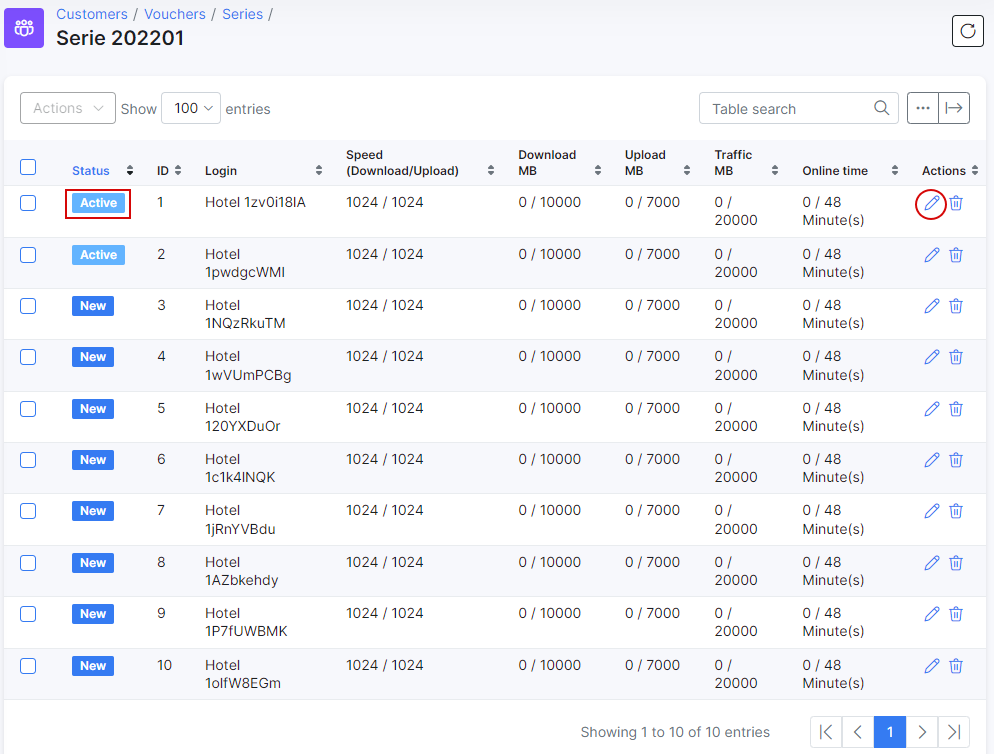 Customers / Vouchers / Series /
Serie 202201
Actions Show 100 entries Table search
Status ID Login Speed (Download/Upload) Download MB Upload MB Traffic MB Online time Actions
Active 1 Hotel 1zv0i18IA 1024 / 1024 0 / 10000 0 / 7000 0 / 20000 0 / 48 Minute(s)
Active 2 Hotel 1pwdgcWMI 1024 / 1024 0 / 10000 0 / 7000 0 / 20000 0 / 48 Minute(s)
New 3 Hotel 1NQzRkuTM 1024 / 1024 0 / 10000 0 / 7000 0 / 20000 0 / 48 Minute(s)
New 4 Hotel 1wVUmPCBg 1024 / 1024 0 / 10000 0 / 7000 0 / 20000 0 / 48 Minute(s)
New 5 Hotel 120YXDuOr 1024 / 1024 0 / 10000 0 / 7000 0 / 20000 0 / 48 Minute(s)
New 6 Hotel 1c1k4INQK 1024 / 1024 0 / 10000 0 / 7000 0 / 20000 0 / 48 Minute(s)
New 7 Hotel 1jRnYVBdu 1024 / 1024 0 / 10000 0 / 7000 0 / 20000 0 / 48 Minute(s)
New 8 Hotel 1AZbkehdy 1024 / 1024 0 / 10000 0 / 7000 0 / 20000 0 / 48 Minute(s)
New 9 Hotel 1P7fUWBMK 1024 / 1024 0 / 10000 0 / 7000 0 / 20000 0 / 48 Minute(s)
New 10 Hotel 1olfW8EGm 1024 / 1024 0 / 10000 0 / 7000 0 / 20000 0 / 48 Minute(s)
Showing 1 to 10 of 10 entries 1